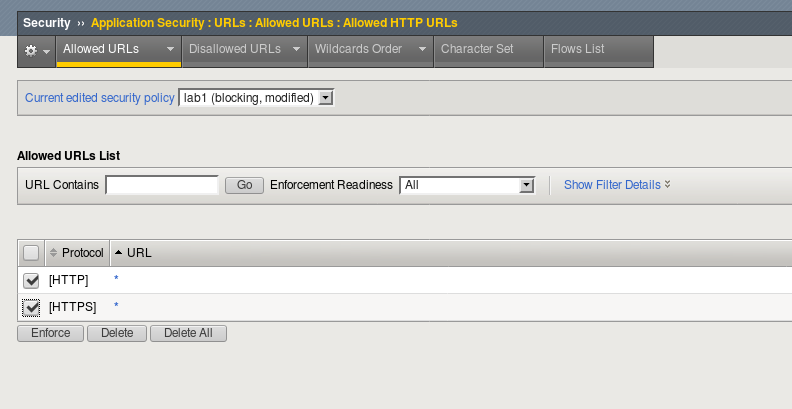 Security ›› Application Security : URLs : Allowed URLs : Allowed HTTP URLs
Allowed URLs Disallowed URLs Wildcards Order Character Set Flows List
Current edited security policy lab1 (blocking, modified)
Allowed URLs List
URL Contains Go Enforcement Readiness All Show Filter Details
Protocol URL
[HTTP] *
[HTTPS] *
Enforce Delete Delete All